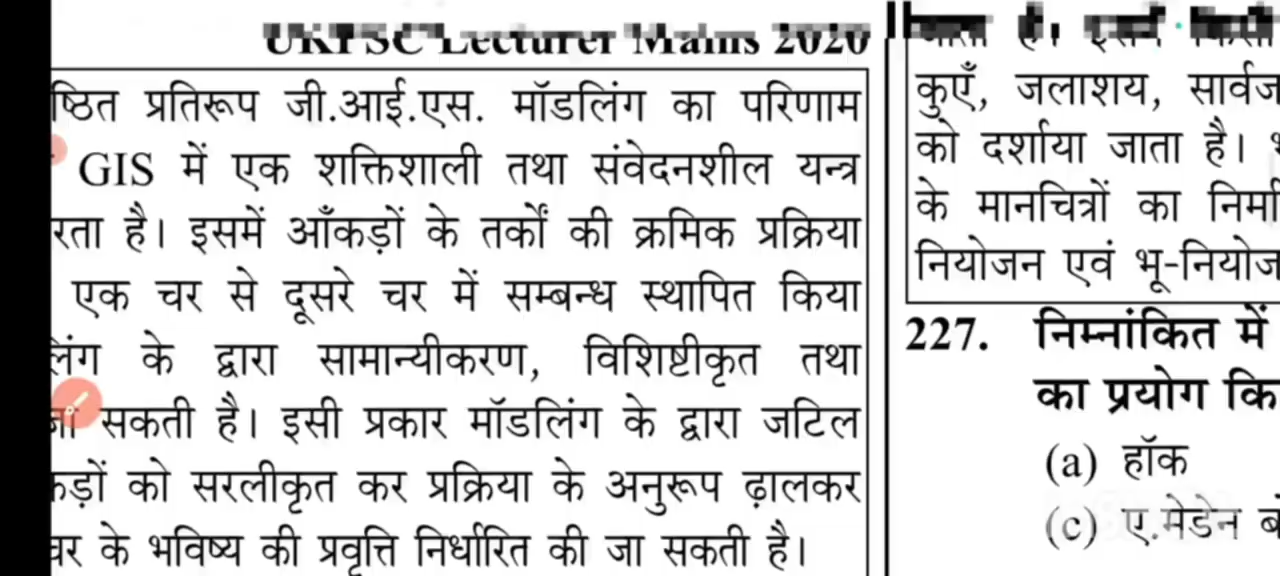 UKPSC Lecturer Mains 2020
ष्ठित प्रतिरूप जी.आई.एस. मॉडलिंग का परिणाम
GIS में एक शक्तिशाली तथा संवेदनशील यन्त्र
रता है। इसमें आँकड़ों के तर्कों की क्रमिक प्रक्रिया
एक चर से दूसरे चर में सम्बन्ध स्थापित किया
लिंग के द्वारा सामान्यीकरण, विशिष्टीकृत तथा
जा सकती है। इसी प्रकार मॉडलिंग के द्वारा जटिल
कड़ों को सरलीकृत कर प्रक्रिया के अनुरूप ढ़ालकर
चर के भविष्य की प्रवृत्ति निर्धारित की जा सकती है।
कुएँ, जलाशय, सार्वज
को दर्शाया जाता है।
के मानचित्रों का निर्मा
नियोजन एवं भू-नियोज
227. निम्नांकित में
का प्रयोग कि
(a) हॉक
(c) ए.मेडेन